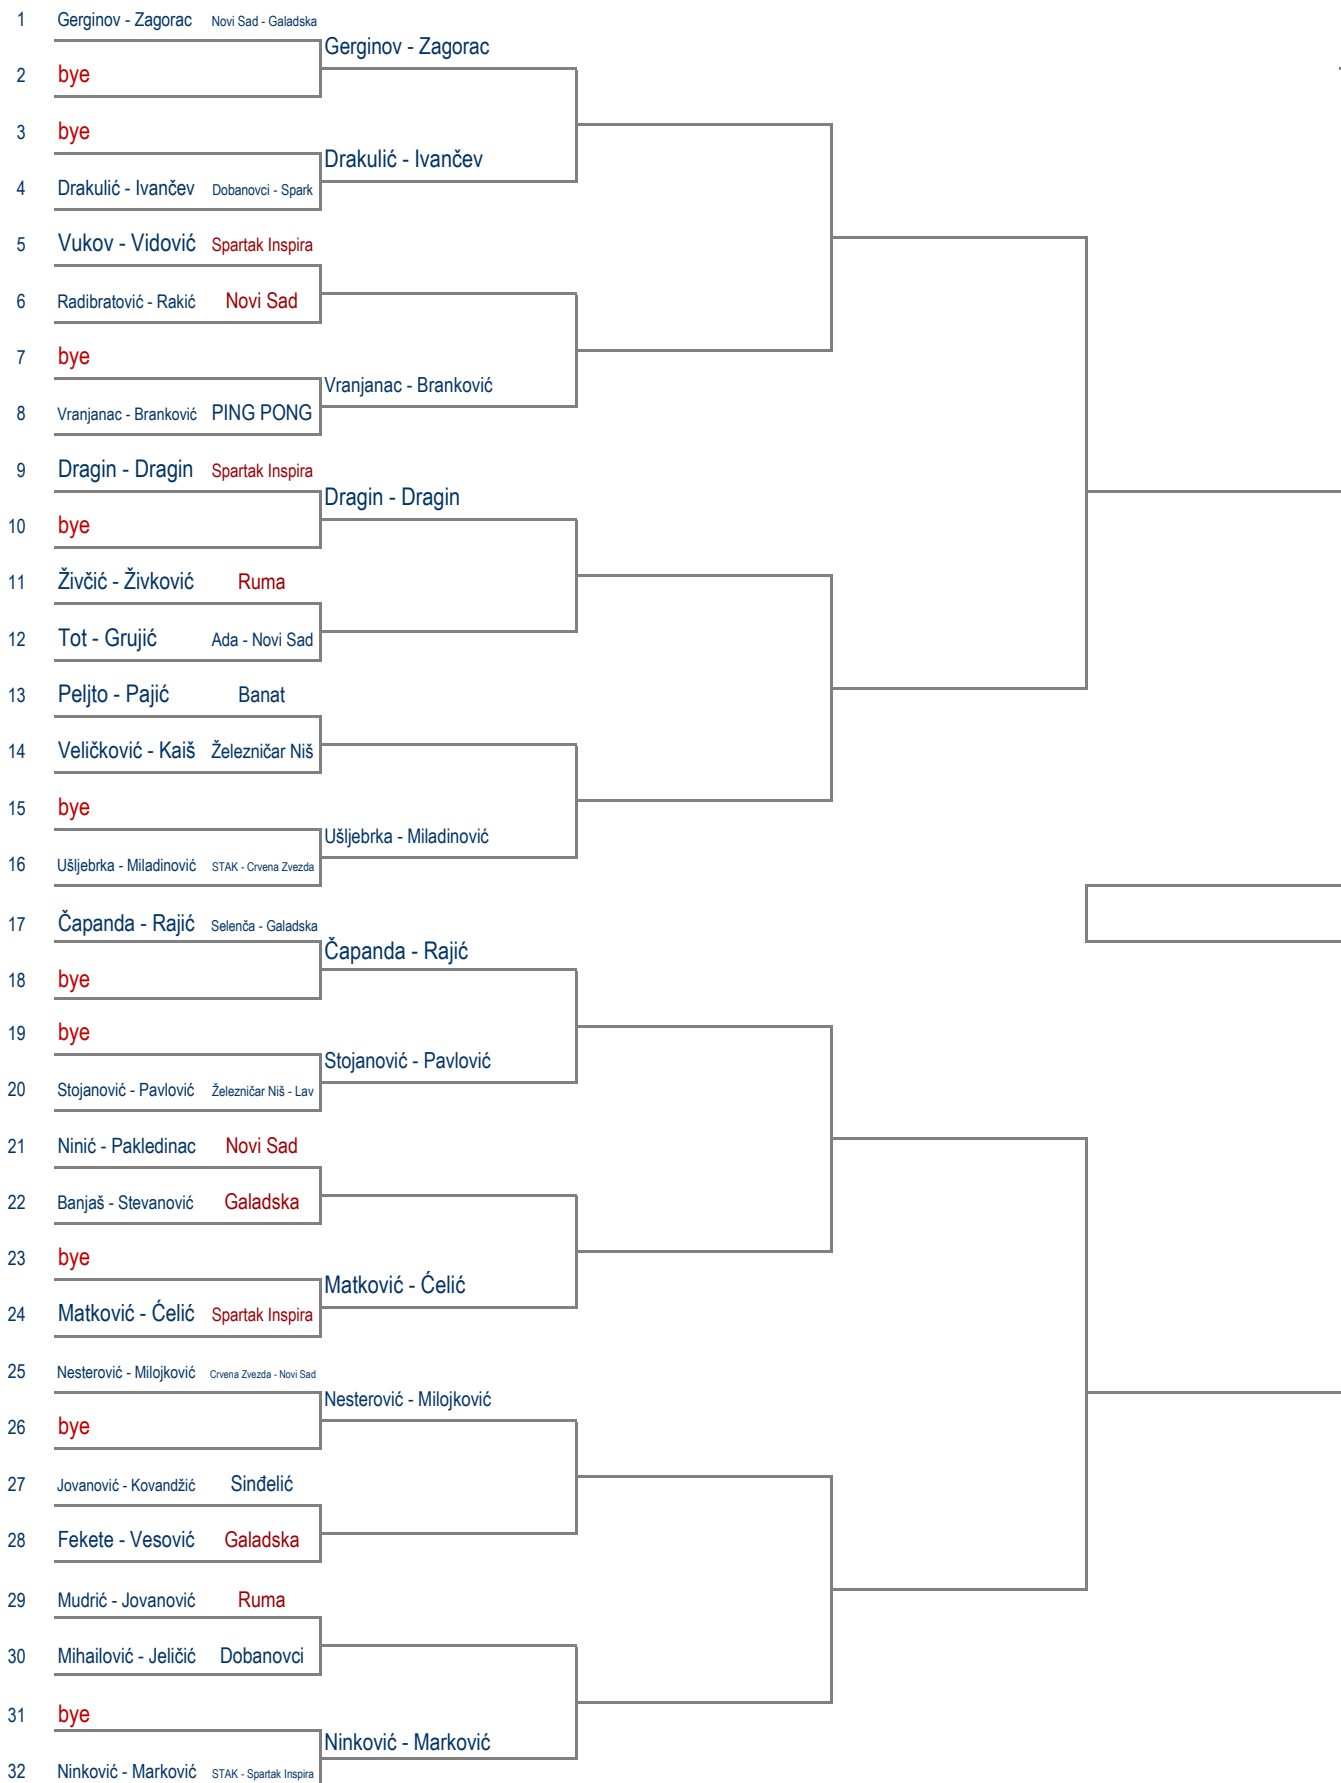 1 Gerginov - Zagorac Novi Sad - Galadska
Gerginov - Zagorac
2 bye
3 bye
Drakulić - Ivančev
4 Drakulić - Ivančev Dobanovci - Spark
5 Vukov - Vidović Spartak Inspira
6 Radibratović - Rakić Novi Sad
7 bye
Vranjanac - Branković
8 Vranjanac - Branković PING PONG
9 Dragin - Dragin Spartak Inspira
Dragin - Dragin
10 bye
11 Živčić - Živković Ruma
12 Tot - Grujić Ada - Novi Sad
13 Peljto - Pajić Banat
14 Veličković - Kaiš Železničar Niš
15 bye
Ušljebrka - Miladinović
16 Ušljebrka - Miladinović STAK - Crvena Zvezda
17 Čapanda - Rajić Selenča - Galadska
Čapanda - Rajić
18 bye
19 bye
Stojanović - Pavlović
20 Stojanović - Pavlović Železničar Niš - Lav
21 Ninić - Pakledinac Novi Sad
22 Banjaš - Stevanović Galadska
23 bye
Matković - Ćelić
24 Matković - Ćelić Spartak Inspira
25 Nesterović - Milojković Crvena Zvezda - Novi Sad
Nesterović - Milojković
26 bye
27 Jovanović - Kovandžić Sinđelić
28 Fekete - Vesović Galadska
29 Mudrić - Jovanović Ruma
30 Mihailović - Jeličić Dobanovci
31 bye
Ninković - Marković
32 Ninković - Marković STAK - Spartak Inspira